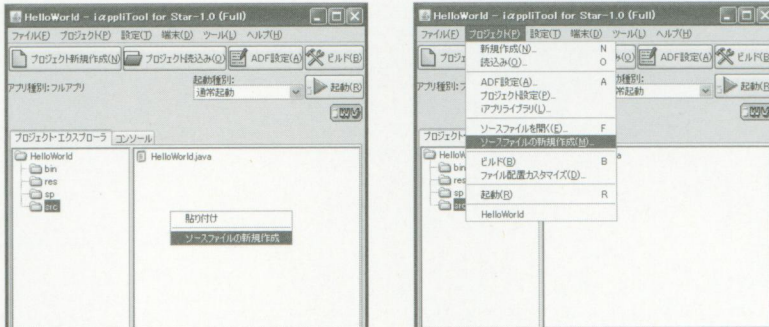 HelloWorld - iαppliTool for Star-1.0 (Full)
ファイル(F) プロジェクト(P) 設定(T) 端末(D) ツール(L) ヘルプ(H)
プロジェクト新規作成(N) プロジェクト読込み(O) ADF設定(A) ビルド(B)
アプリ種別: フルアプリ
起動種別:
通常起動
起動(R)
プロジェクト・エクスプローラ コンソール
HelloWorld
bin
res
sp
src
HelloWorld.java
貼り付け
ソースファイルの新規作成
HelloWorld - iαppliTool for Star-1.0 (Full)
ファイル(F) プロジェクト(P) 設定(T) 端末(D) ツール(L) ヘルプ(H)
新規作成(N)... N
読込み(O)... O
ADF設定(A)... A
プロジェクト設定(P)...
iアプリライブラリ(L)...
ソースファイルを開く(E)... F
ソースファイルの新規作成(M)...
ビルド(B) B
ファイル配置カスタマイズ(D)...
起動(R) R
HelloWorld
ADF設定(A) ビルド(B)
起動(R)
bin
res
sp
src